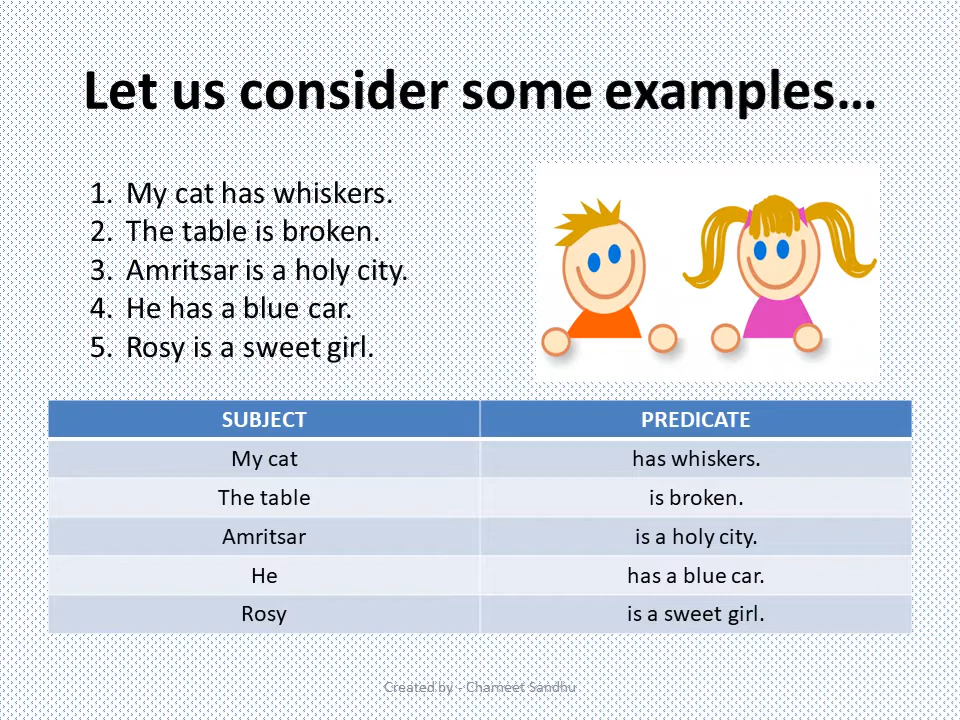 Let us consider some examples…
1. My cat has whiskers.
2. The table is broken.
3. Amritsar is a holy city.
4. He has a blue car.
5. Rosy is a sweet girl.
SUBJECT PREDICATE
My cat has whiskers.
The table is broken.
Amritsar is a holy city.
He has a blue car.
Rosy is a sweet girl.
Created by - Charneet Sandhu